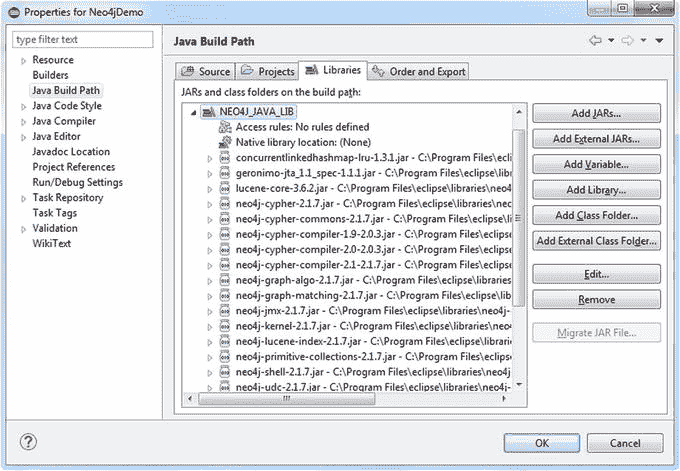 Properties for Neo4jDemo
type filter text
Resource
Builders
Java Build Path
Java Code Style
Java Compiler
Java Editor
Javadoc Location
Project References
Run/Debug Settings
Task Repository
Task Tags
Validation
WikiText
Java Build Path
Source Projects Libraries Order and Export
JARs and class folders on the build path:
NEO4J_JAVA_LIB
Access rules: No rules defined
Native library location: (None)
concurrentlinkedhashmap-lru-1.3.1.jar - C:\Program Files\eclip
geronimo-jta_1.1_spec-1.1.1.jar - C:\Program Files\eclipse\libra
lucene-core-3.6.2.jar - C:\Program Files\eclipse\libraries\neo4
neo4j-cypher-2.1.7.jar - C:\Program Files\eclipse\libraries\neo
neo4j-cypher-commons-2.1.7.jar - C:\Program Files\eclipse\lib
neo4j-cypher-compiler-1.9-2.0.3.jar - C:\Program Files\eclipse\
neo4j-cypher-compiler-2.0-2.0.3.jar - C:\Program Files\eclipse\
neo4j-cypher-compiler-2.1-2.1.7.jar - C:\Program Files\eclipse\
neo4j-graph-algo-2.1.7.jar - C:\Program Files\eclipse\libraries
neo4j-graph-matching-2.1.7.jar - C:\Program Files\eclipse\libr
neo4j-jmx-2.1.7.jar - C:\Program Files\eclipse\libraries\neo4j-
neo4j-kernel-2.1.7.jar - C:\Program Files\eclipse\libraries\neo
neo4j-lucene-index-2.1.7.jar - C:\Program Files\eclipse\librari
neo4j-primitive-collections-2.1.7.jar - C:\Program Files\eclipse
neo4j-shell-2.1.7.jar - C:\Program Files\eclipse\libraries\neo4j
neo4j-udc-2.1.7.jar - C:\Program Files\eclipse\libraries\neo4j-
Add JARs...
Add External JARs...
Add Variable...
Add Library...
Add Class Folder...
Add External Class Folder...
Edit...
Remove
Migrate JAR File...
OK
Cancel